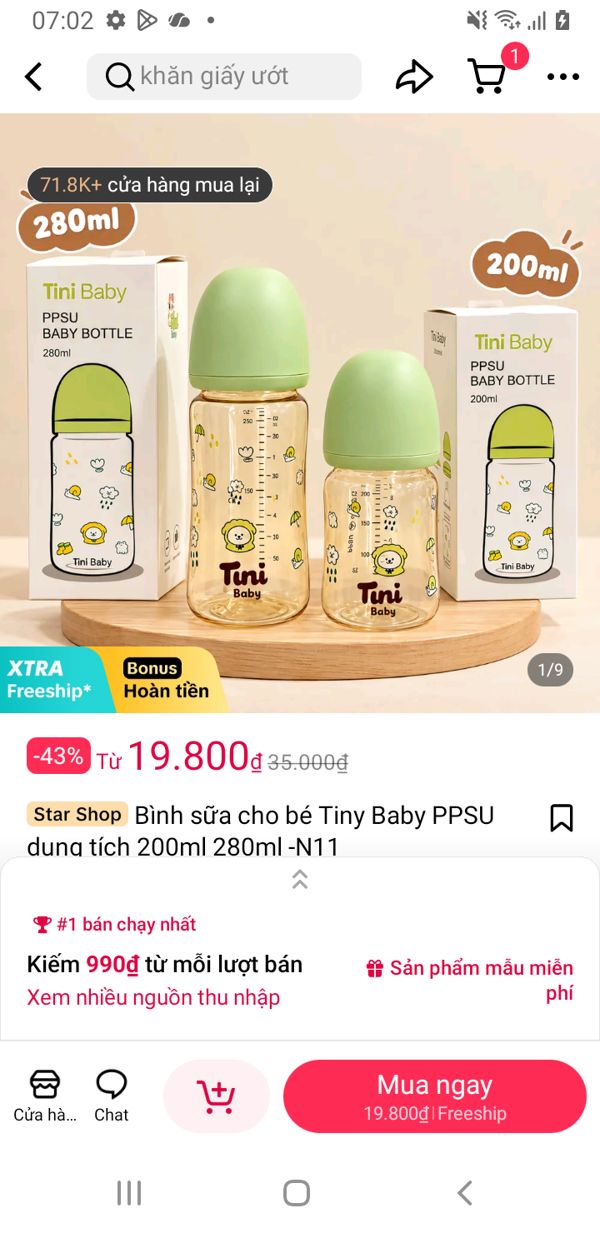 07:02
khăn giấy ướt
1
71.8K+ cửa hàng mua lại
280ml
200ml
Tini Baby
PPSU
BABY BOTTLE
280ml
Tini Baby
PPSU
BABY BOTTLE
200ml
Tini
Baby
Tini
Baby
Tini Baby
Tini Baby
XTRA
Freeship*
Bonus
Hoàn tiền
1/9
-43% Từ 19.800₫ 35.000₫
Star Shop Bình sữa cho bé Tiny Baby PPSU
dung tích 200ml 280ml -N11
#1 bán chạy nhất
Kiếm 990₫ từ mỗi lượt bán
Xem nhiều nguồn thu nhập
Sản phẩm mẫu miễn
phí
Cửa hà...
Chat
Mua ngay
19.800₫ | Freeship